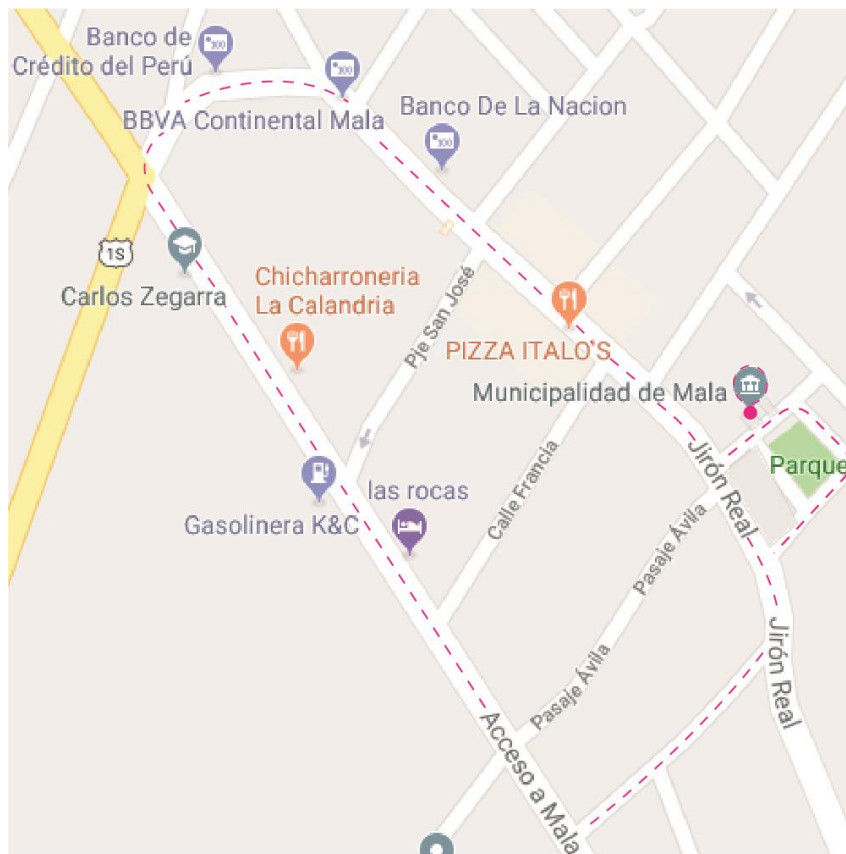 Banco de
Crédito del Perú
BBVA Continental Mala
Banco De La Nacion
1S
Carlos Zegarra
Chicharroneria
La Calandria
Pje San José
PIZZA ITALO'S
Municipalidad de Mala
Jirón Real
Parque
Gasolinera K&C
las rocas
Calle Francia
Pasaje Ávila
Jirón Real
Pasaje Ávila
Acceso a Mala